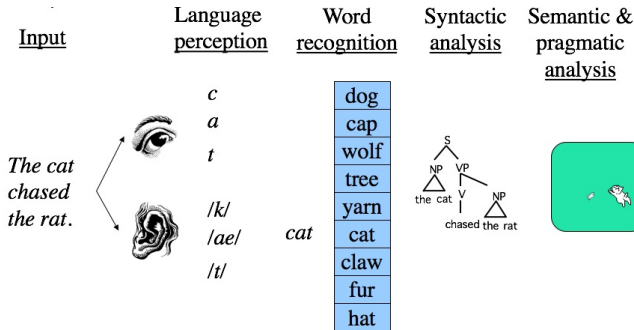 Input
Language
perception
Word
recognition
Syntactic
analysis
Semantic &
pragmatic
analysis
The cat
chased
the rat.
c
a
t
/k/
/ae/
/t/
cat
dog
cap
wolf
tree
yarn
cat
claw
fur
hat
S
NP VP
the cat
V NP
chased the rat